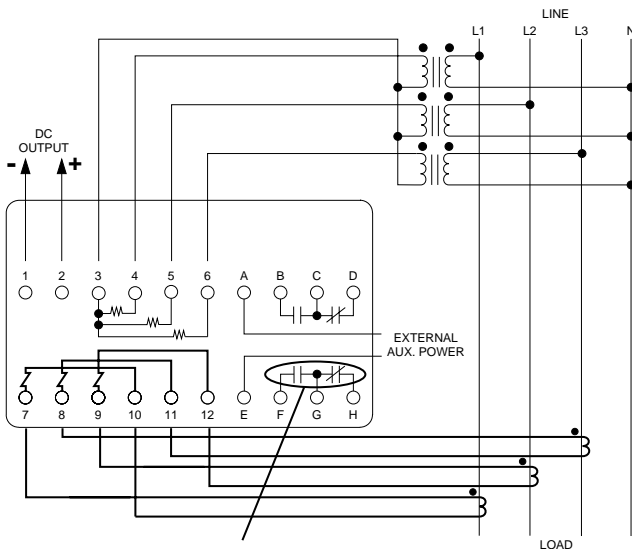 LINE
L1 L2 L3 N
DC
OUTPUT
- +
1 2 3 4 5 6 A B C D
EXTERNAL
AUX. POWER
7 8 9 10 11 12 E F G H
LOAD